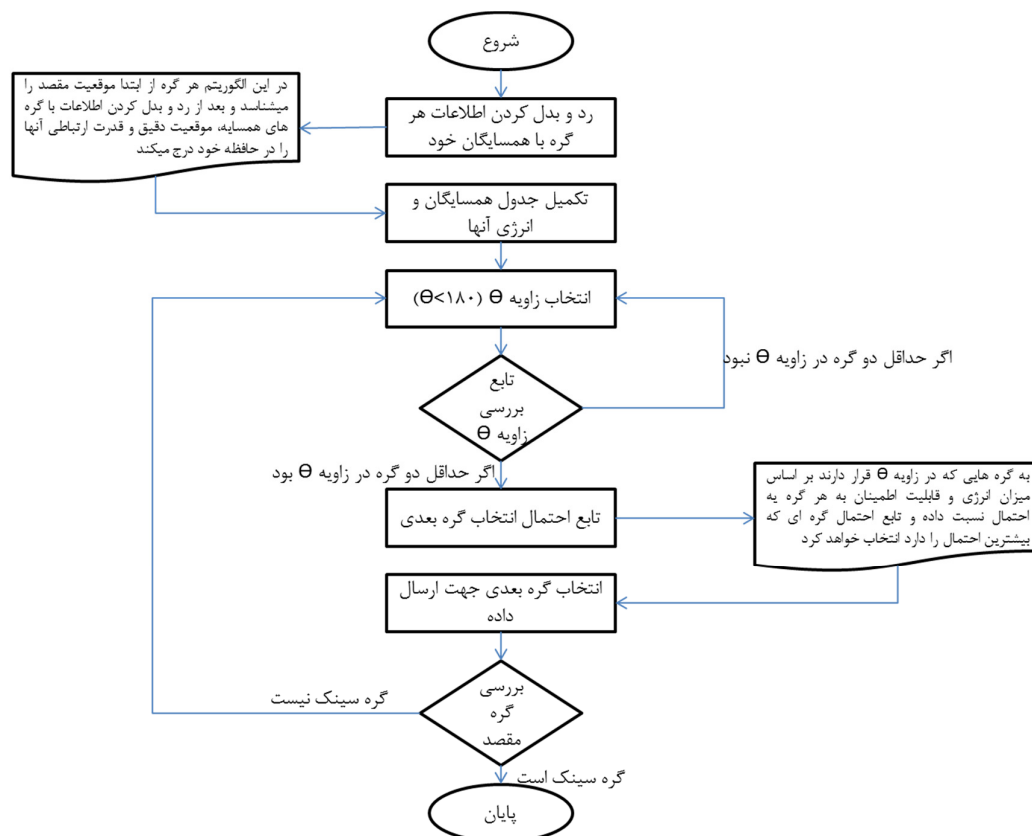 شروع
رد و بدل کردن اطلاعات هر
گره با همسایگان خود
در این الگوریتم هر گره از ابتدا موقعیت مقصد را
میشناسد و بعد از رد و بدل کردن اطلاعات با گره
های همسایه، موقعیت دقیق و قدرت ارتباطی آنها
را در حافظه خود درج میکند
تکمیل جدول همسایگان و
انرژی آنها
انتخاب زاویه Ɵ (Ɵ<۱۸۰)
اگر حداقل دو گره در زاویه Ɵ نبود
تابع
بررسی
زاویه Ɵ
اگر حداقل دو گره در زاویه Ɵ بود
تابع احتمال انتخاب گره بعدی
به گره هایی که در زاویه Ɵ قرار دارند بر اساس
میزان انرژی و قابلیت اطمینان به هر گره یه
احتمال نسبت داده و تابع احتمال گره ای که
بیشترین احتمال را دارد انتخاب خواهد کرد
انتخاب گره بعدی جهت ارسال
داده
بررسی
گره
مقصد
گره سینک نیست
گره سینک است
پایان